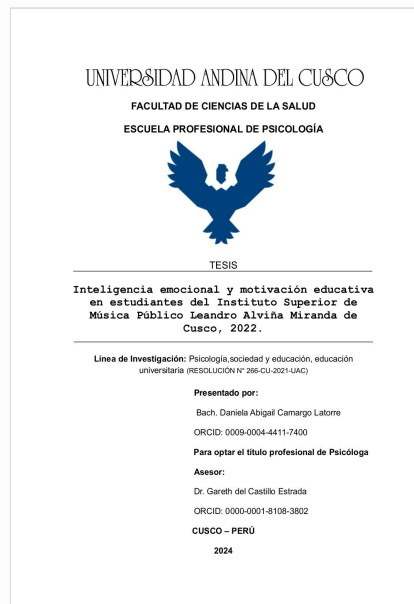 UNIVERSIDAD ANDINA DEL CUSCO
FACULTAD DE CIENCIAS DE LA SALUD
ESCUELA PROFESIONAL DE PSICOLOGÍA
TESIS
Inteligencia emocional y motivación educativa
en estudiantes del Instituto Superior de
Música Público Leandro Alviña Miranda de
Cusco, 2022.
Línea de Investigación: Psicología,sociedad y educación, educación
universitaria (RESOLUCIÓN N° 266-CU-2021-UAC)
Presentado por:
Bach. Daniela Abigail Camargo Latorre
ORCID: 0009-0004-4411-7400
Para optar el título profesional de Psicóloga
Asesor:
Dr. Gareth del Castillo Estrada
ORCID: 0000-0001-8108-3802
CUSCO – PERÚ
2024